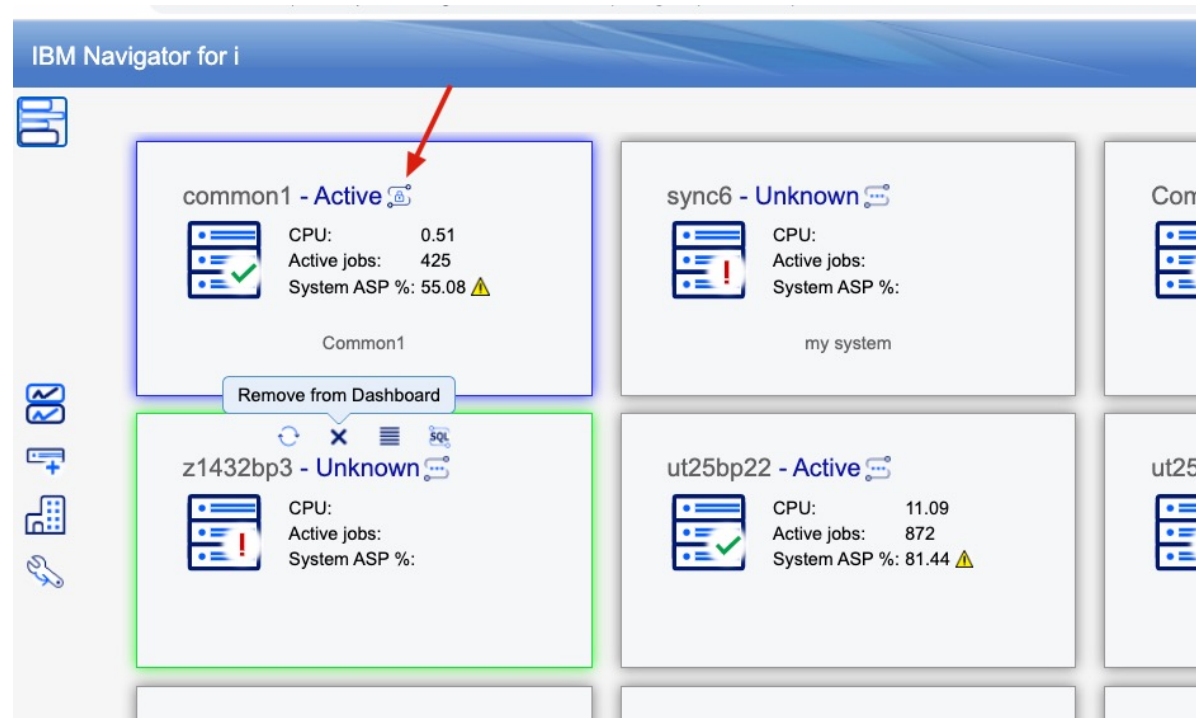 IBM Navigator for i
common1 - Active
CPU: 0.51
Active jobs: 425
System ASP %: 55.08
Common1
sync6 - Unknown
CPU:
Active jobs:
System ASP %:
my system
Com
Remove from Dashboard
SQL
z1432bp3 - Unknown
CPU:
Active jobs:
System ASP %:
ut25bp22 - Active
CPU: 11.09
Active jobs: 872
System ASP %: 81.44
ut25